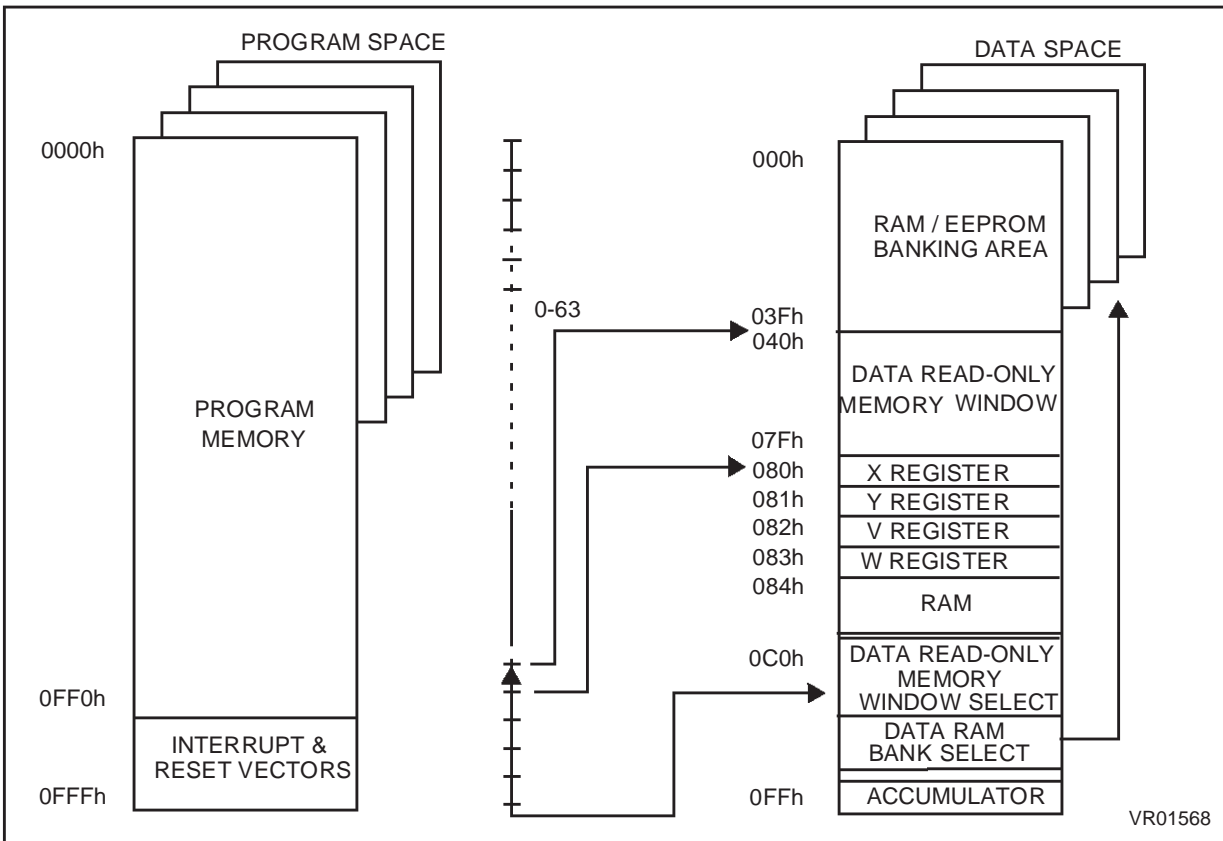 PROGRAM SPACE
0000h
PROGRAM
MEMORY
0FF0h
INTERRUPT &
RESET VECTORS
0FFFh
0-63
DATA SPACE
000h
RAM / EEPROM
BANKING AREA
03Fh
040h
DATA READ-ONLY
MEMORY WINDOW
07Fh
080h
X REGISTER
081h
Y REGISTER
082h
V REGISTER
083h
W REGISTER
084h
RAM
0C0h
DATA READ-ONLY
MEMORY
WINDOW SELECT
DATA RAM
BANK SELECT
0FFh
ACCUMULATOR
VR01568